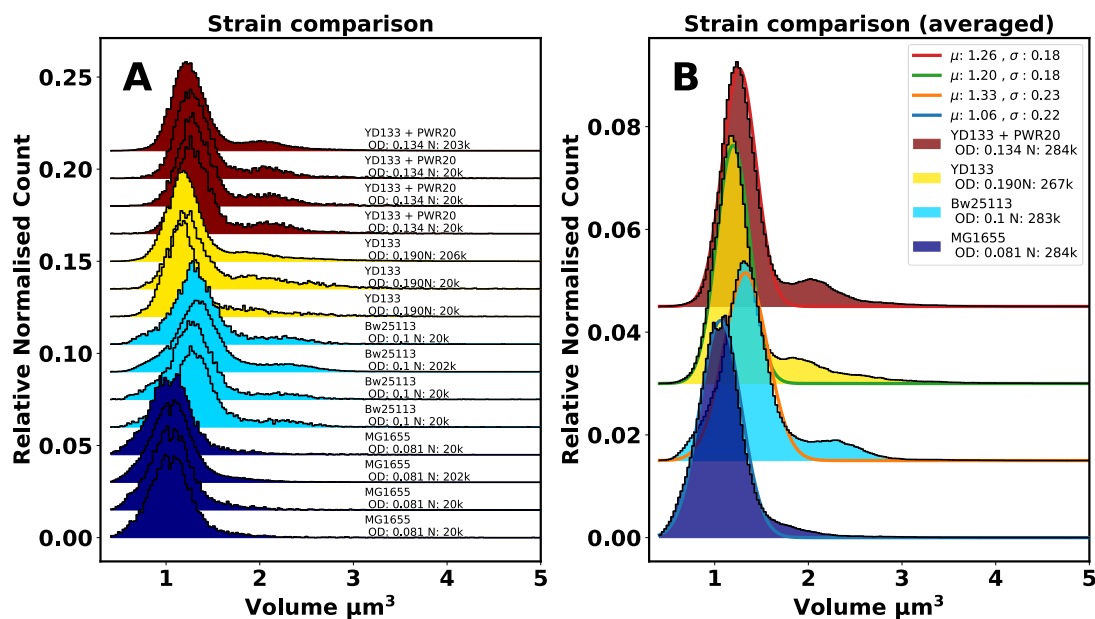 Strain comparison
A
YD133 + PWR20
OD: 0.134 N: 203k
YD133 + PWR20
OD: 0.134 N: 20k
YD133 + PWR20
OD: 0.134 N: 20k
YD133 + PWR20
OD: 0.134 N: 20k
YD133
OD: 0.190N: 206k
YD133
OD: 0.190N: 20k
YD133
OD: 0.190N: 20k
Bw25113
OD: 0.1 N: 20k
Bw25113
OD: 0.1 N: 202k
Bw25113
OD: 0.1 N: 20k
Bw25113
OD: 0.1 N: 20k
MG1655
OD: 0.081 N: 20k
MG1655
OD: 0.081 N: 202k
MG1655
OD: 0.081 N: 20k
MG1655
OD: 0.081 N: 20k
0.25
0.20
0.15
0.10
0.05
0.00
Relative Normalised Count
1 2 3 4 5
Volume μm³
Strain comparison (averaged)
B
μ: 1.26 , σ : 0.18
μ: 1.20 , σ : 0.18
μ: 1.33 , σ : 0.23
μ: 1.06 , σ : 0.22
YD133 + PWR20
OD: 0.134 N: 284k
YD133
OD: 0.190N: 267k
Bw25113
OD: 0.1 N: 283k
MG1655
OD: 0.081 N: 284k
0.08
0.06
0.04
0.02
0.00
Relative Normalised Count
1 2 3 4 5
Volume μm³